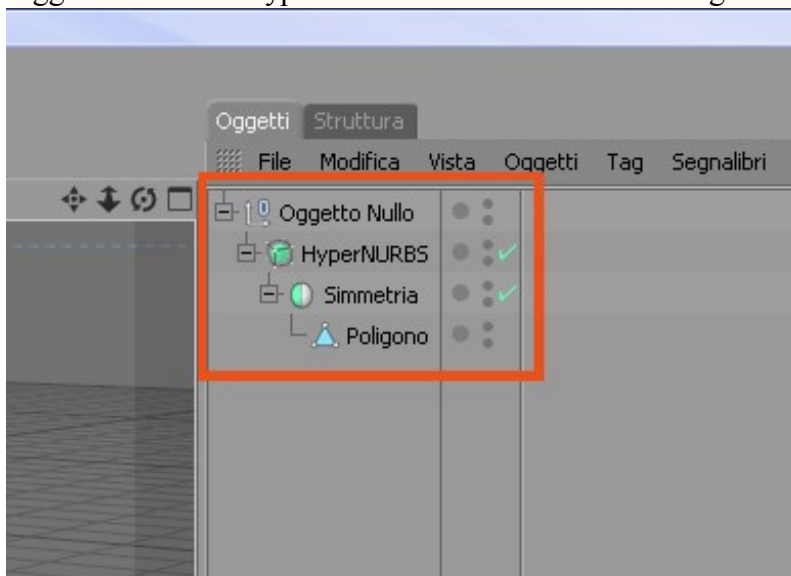 Oggetti Struttura
File Modifica Vista Oggetti Tag Segnalibri
Oggetto Nullo
HyperNURBS
Simmetria
Poligono